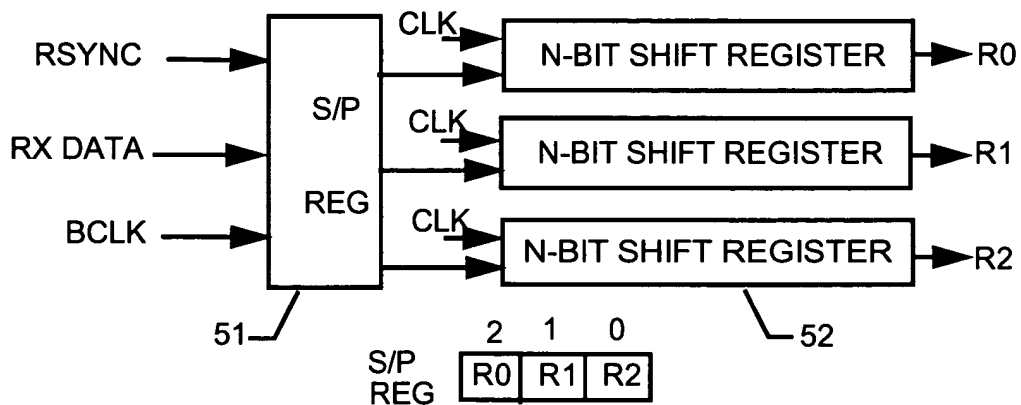 RSYNC
RX DATA
BCLK
S/P
REG
CLK
N-BIT SHIFT REGISTER
R0
CLK
N-BIT SHIFT REGISTER
R1
CLK
N-BIT SHIFT REGISTER
R2
51
52
2 1 0
S/P
REG
R0 R1 R2